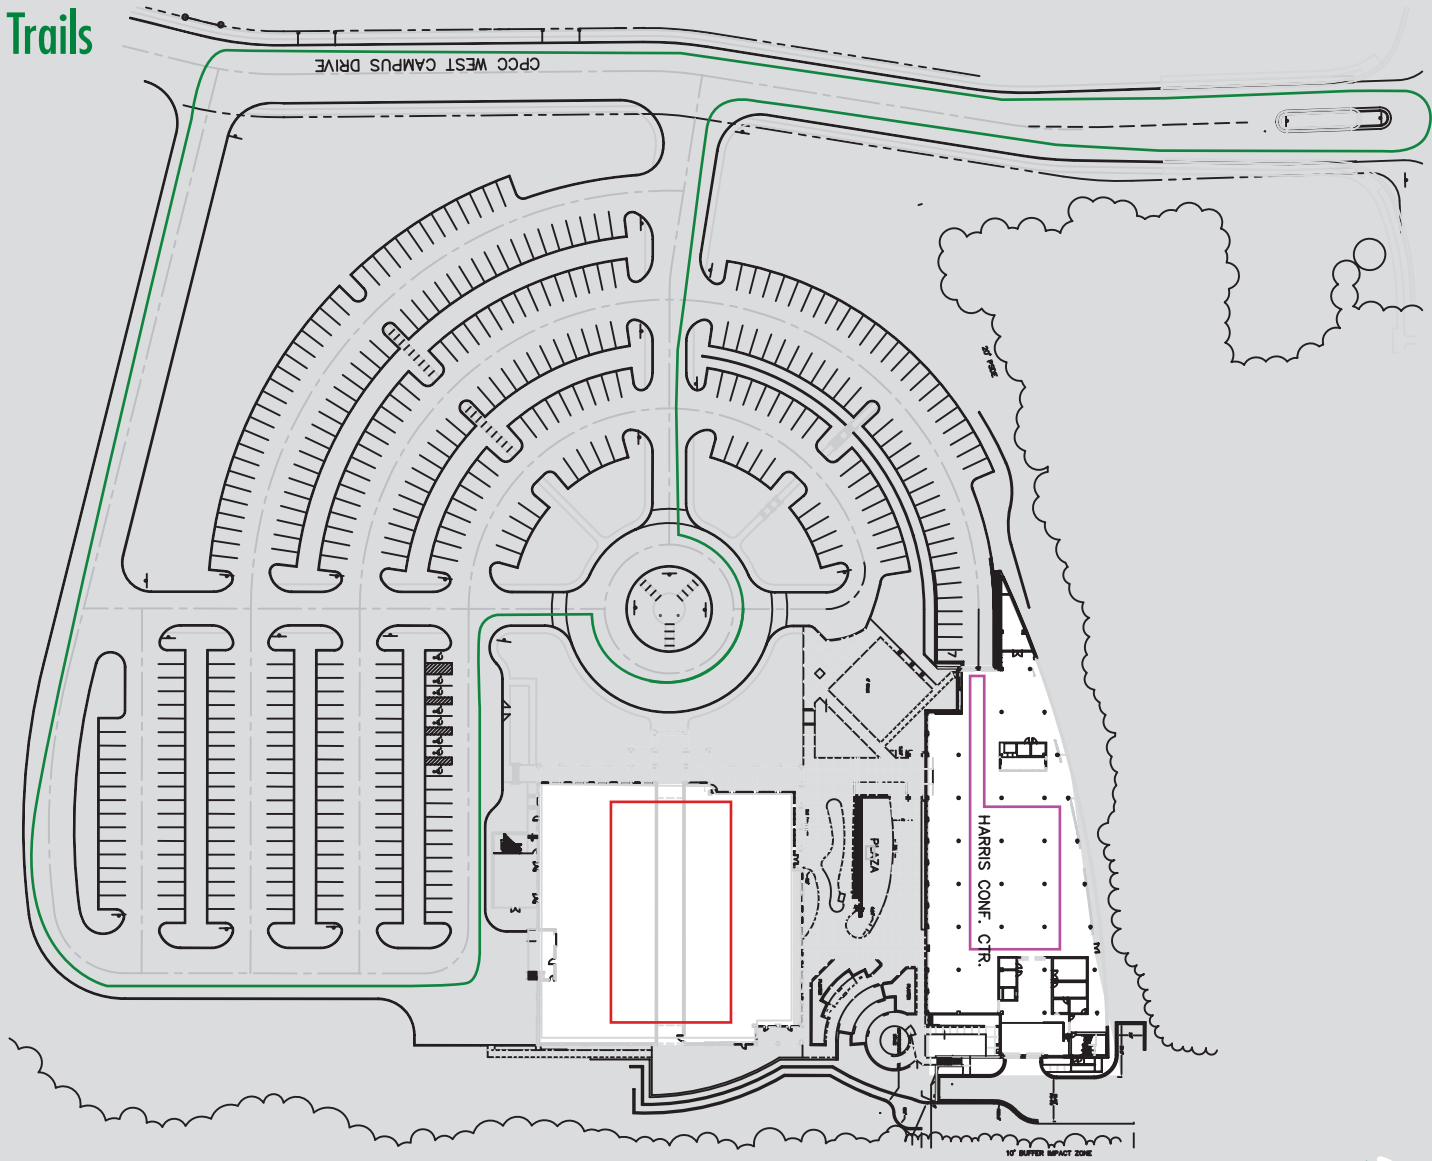 Trails
CPCC WEST CAMPUS DRIVE
PLAZA
HARRIS CONF. CTR.
10' BUFFER IMPACT ZONE